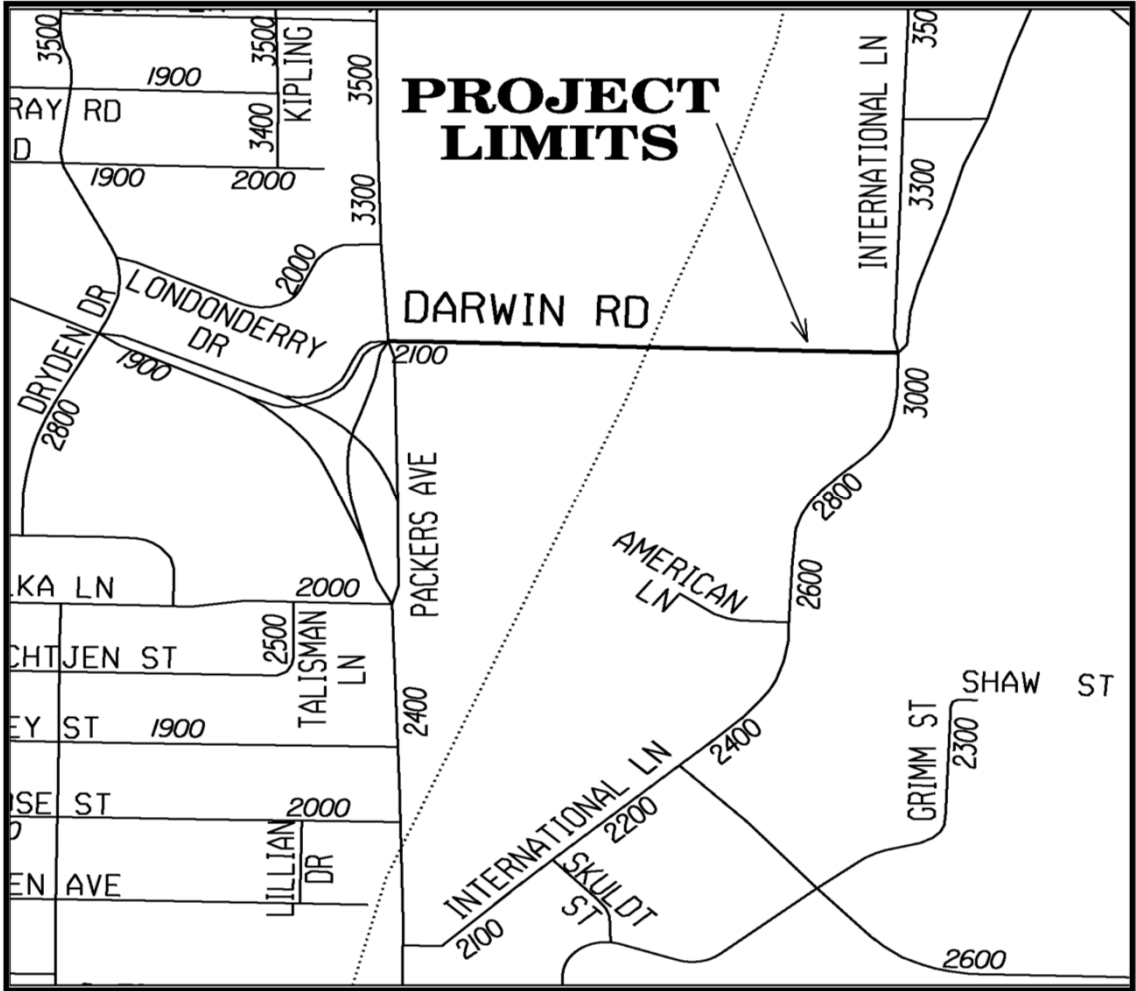 3500
3500
KIPLING
3500
INTERNATIONAL LN
350
1900
PROJECT
LIMITS
RAY RD
3400
D
1900
2000
3300
3300
2000
LONDONDERRY
DR
DARWIN RD
DRYDEN DR
1900
2100
2800
3000
PACKERS AVE
2800
AMERICAN
LN
2600
KA LN
2000
2500
TALISMAN
LN
CHTJEN ST
SHAW ST
2400
GRIMM ST
2300
EY ST
1900
2400
INTERNATIONAL LN
2200
SE ST
2000
LILLIAN
DR
EN AVE
SKULDT
ST
2100
2600